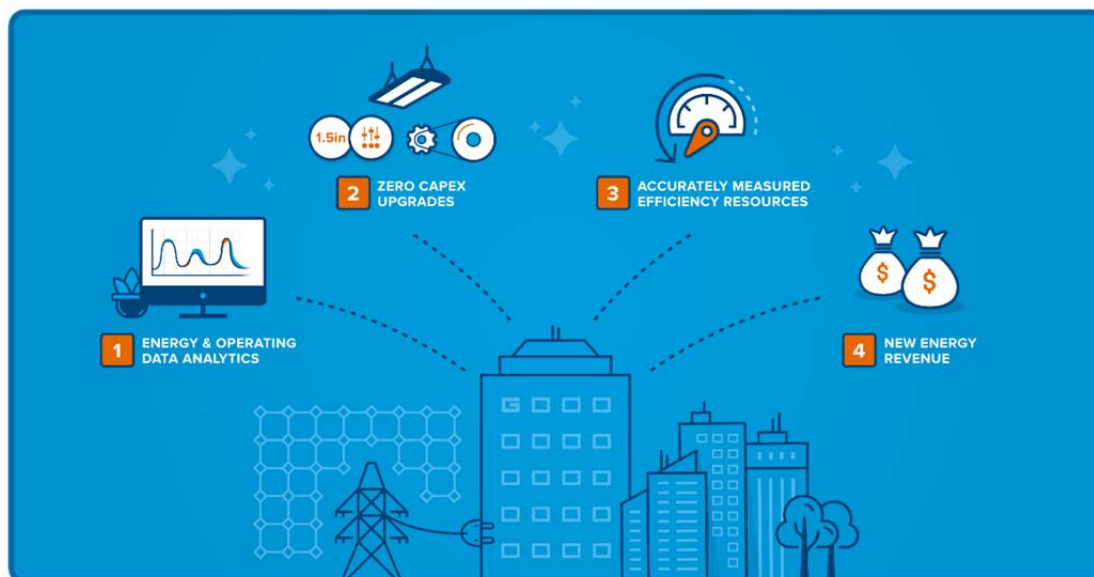 1
ENERGY & OPERATING
DATA ANALYTICS
1.5in
2
ZERO CAPEX
UPGRADES
3
ACCURATELY MEASURED
EFFICIENCY RESOURCES
$ $
4
NEW ENERGY
REVENUE
G